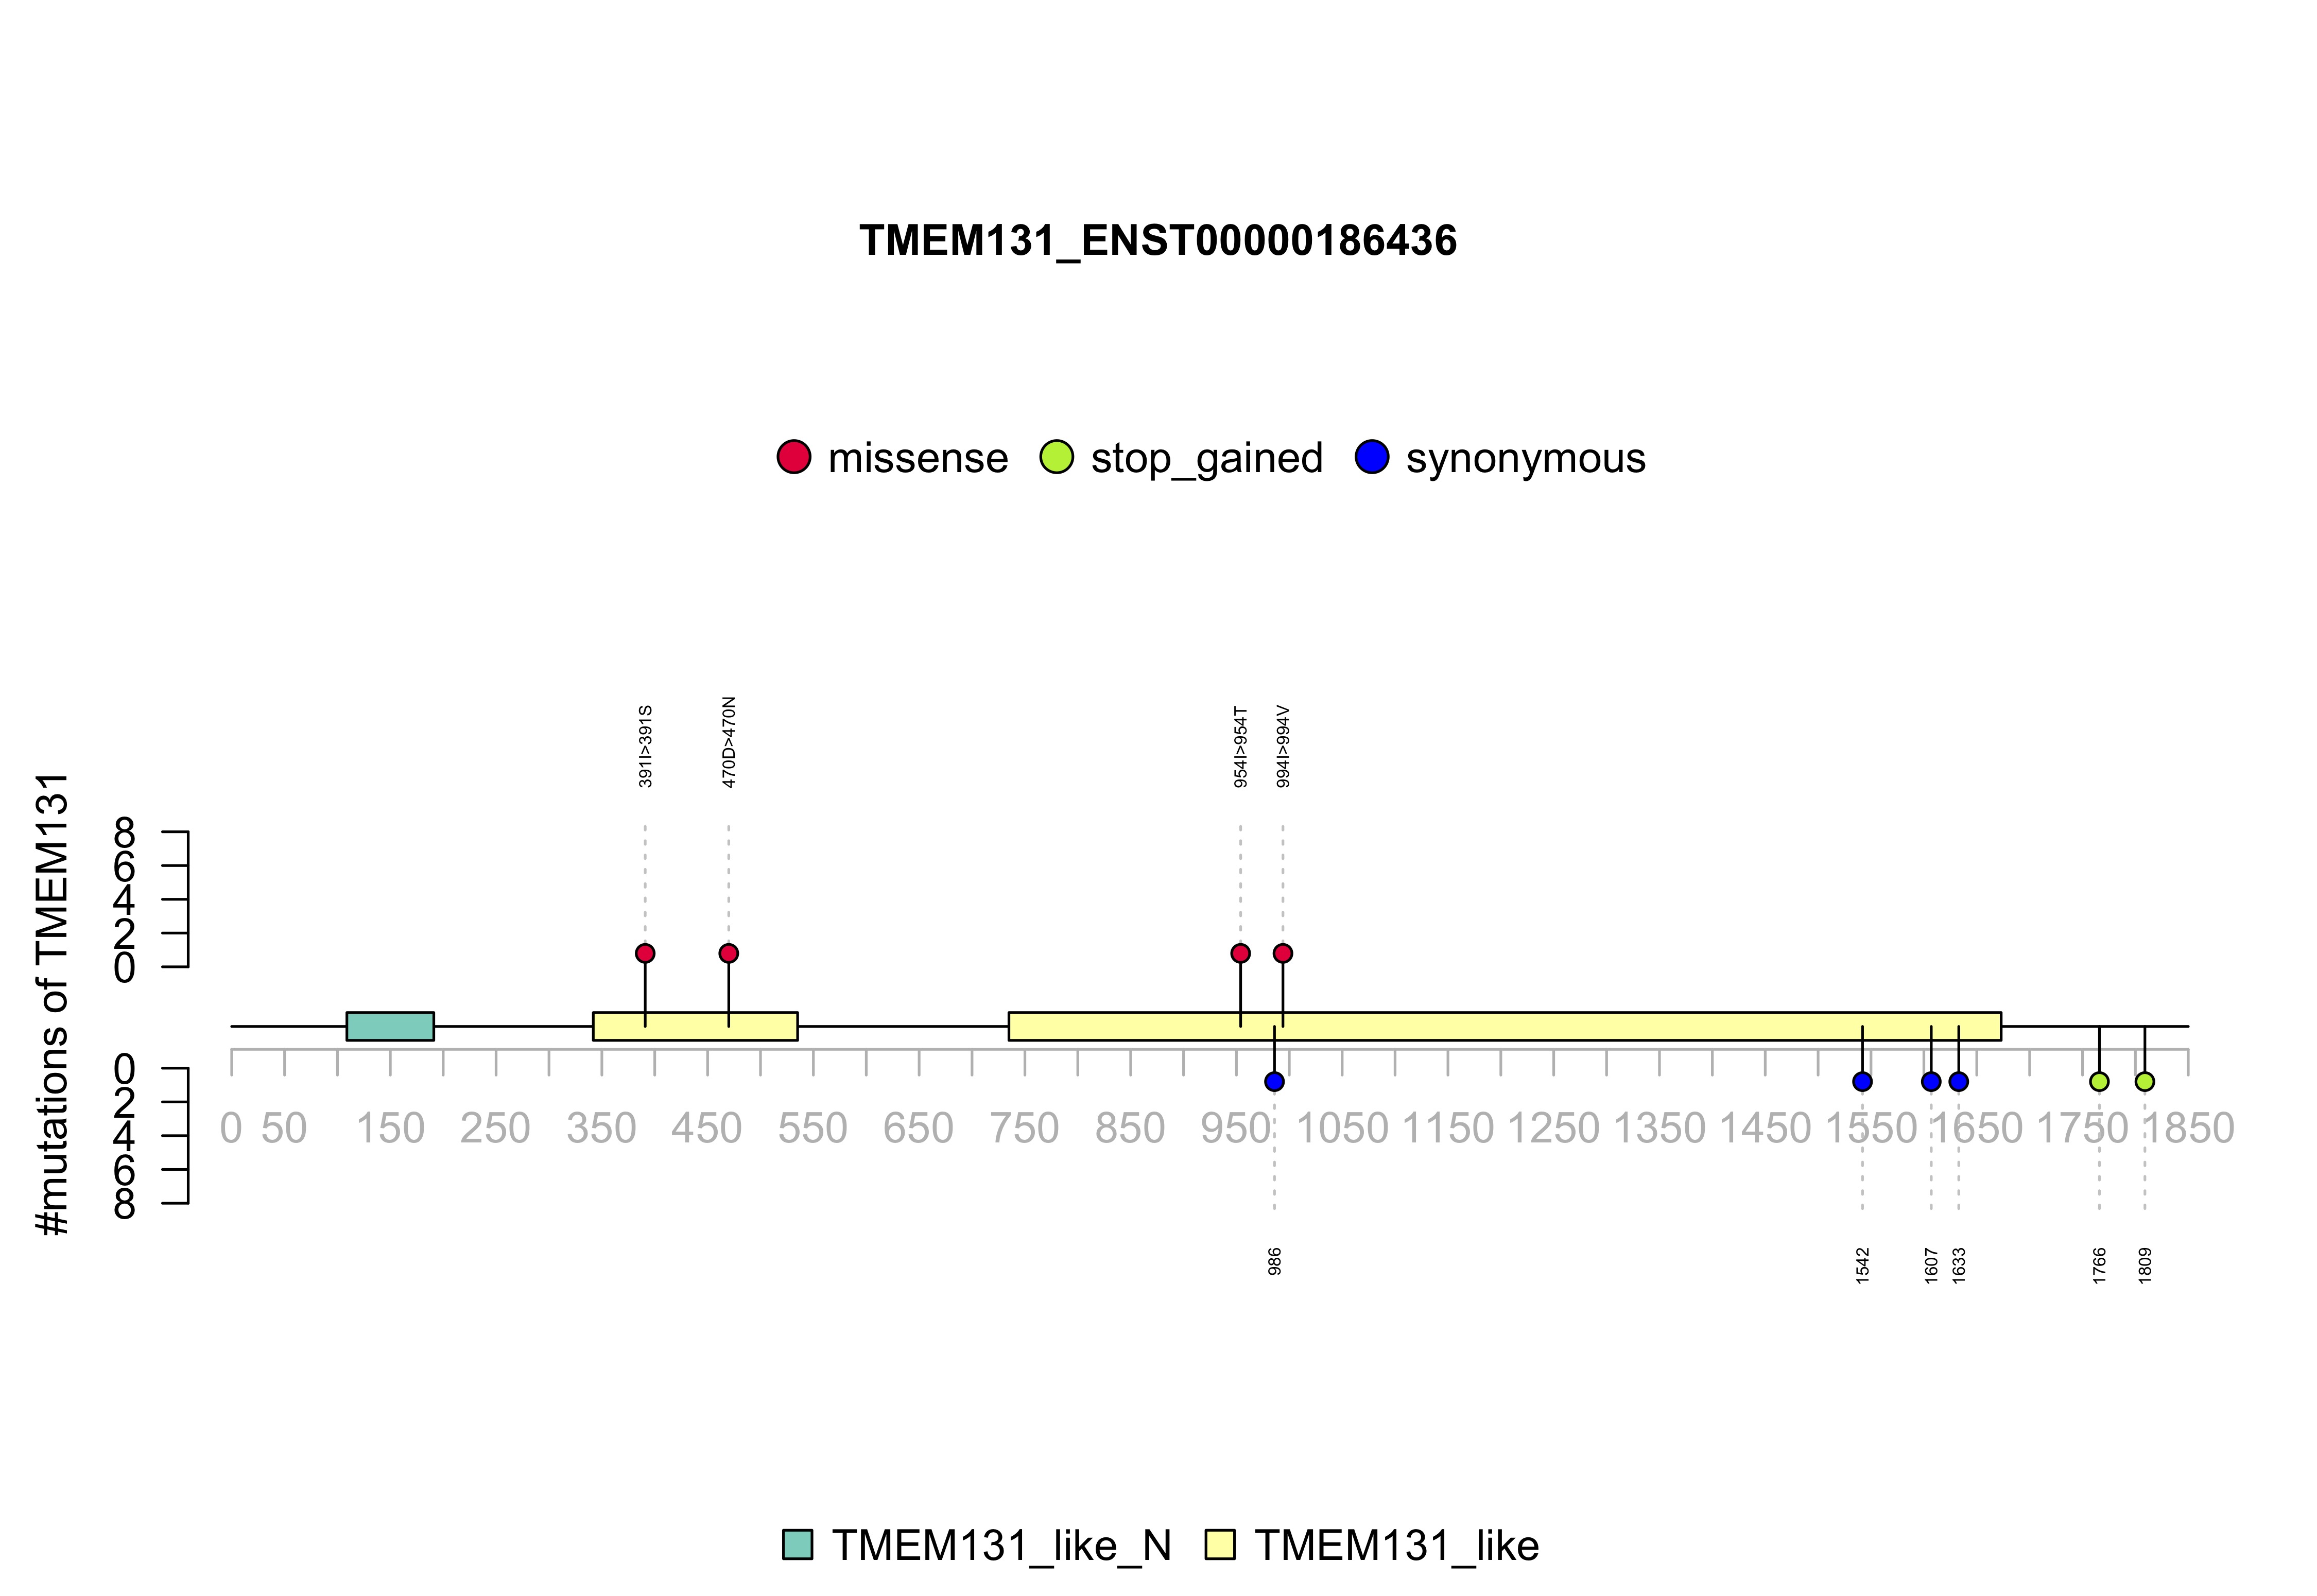 TMEM131_ENST00000186436
missense stop_gained synonymous
391I>391S 470D>470N 954I>954T 994I>994V
#mutations of TMEM131
8
6
4
2
0
0
2
4
6
8
0 50 150 250 350 450 550 650 750 850 950 1050 1150 1250 1350 1450 1550 1650 1750 1850
986 1542 1607 1633 1766 1809
TMEM131_like_N TMEM131_like